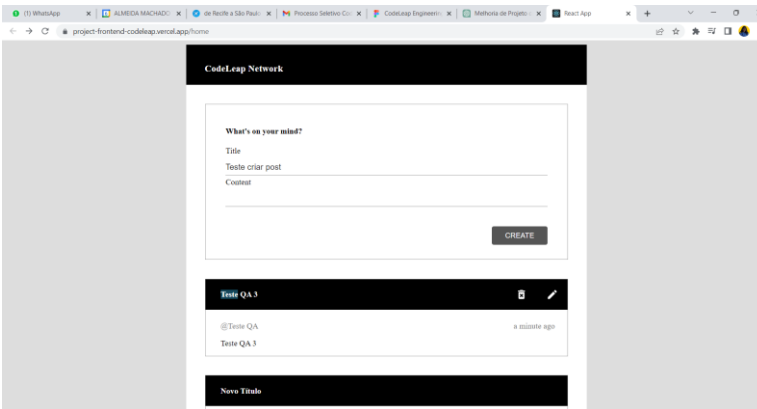 (1) WhatsApp
ALMEIDA MACHADO
de Recife a São Paulo
Processo Seletivo Co
CodeLeap Engineerin
Melhoria de Projeto
React App
project-frontend-codeleap.vercel.app/home
CodeLeap Network
What's on your mind?
Title
Teste criar post
Content
CREATE
Teste QA 3
@Teste QA
a minute ago
Teste QA 3
Novo Titulo